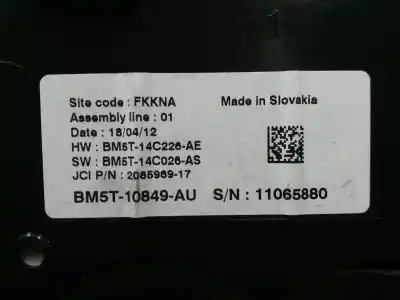 Site code : FKKNA Made in Slovakia
Assembly line : 01
Date : 18/04/12
HW : BM5T-14C226-AE
SW : BM5T-14C026-AS
JCI P/N : 2085969-17
BM5T-10849-AU S/N : 11065880